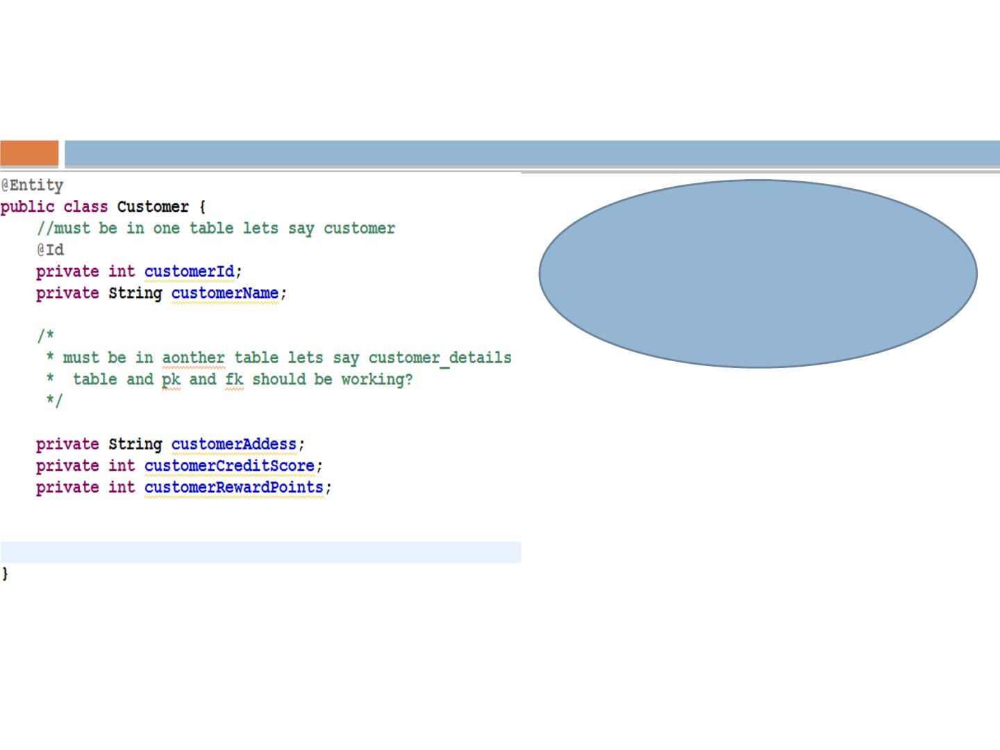 @Entity
public class Customer {
//must be in one table lets say customer
@Id
private int customerId;
private String customerName;
/*
* must be in aonther table lets say customer_details
* table and pk and fk should be working?
*/
private String customerAddess;
private int customerCreditScore;
private int customerRewardPoints;
}